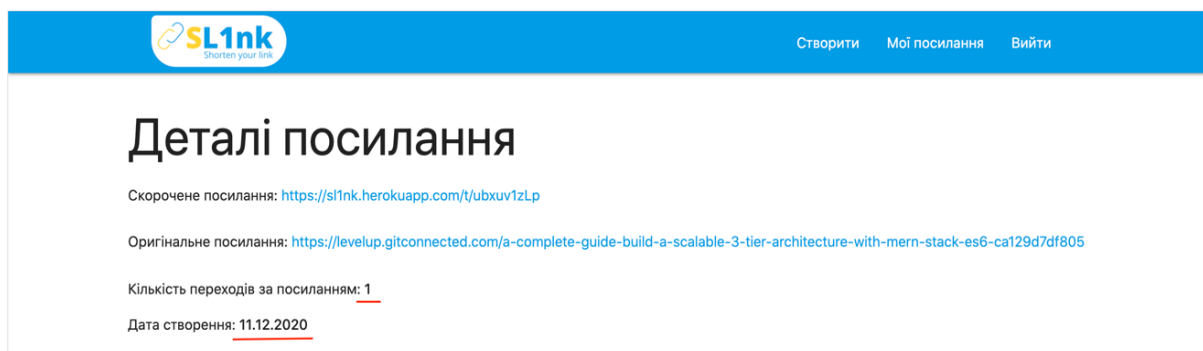 SL1nk
Shorten your link
Створити Мої посилання Вийти
Деталі посилання
Скорочене посилання: https://sl1nk.herokuapp.com/t/ubxuv1zLp
Оригінальне посилання: https://levelup.gitconnected.com/a-complete-guide-build-a-scalable-3-tier-architecture-with-mern-stack-es6-ca129d7df805
Кількість переходів за посиланням: 1
Дата створення: 11.12.2020